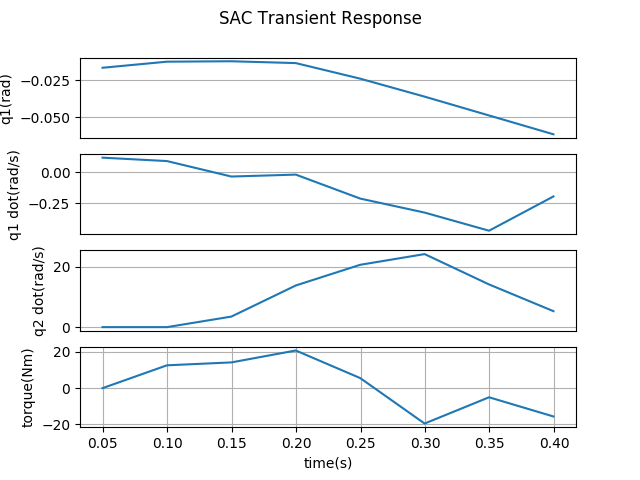 SAC Transient Response
q1(rad)
−0.025
−0.050
q1 dot(rad/s)
0.00
−0.25
q2 dot(rad/s)
20
0
torque(Nm)
20
0
−20
0.05 0.10 0.15 0.20 0.25 0.30 0.35 0.40
time(s)